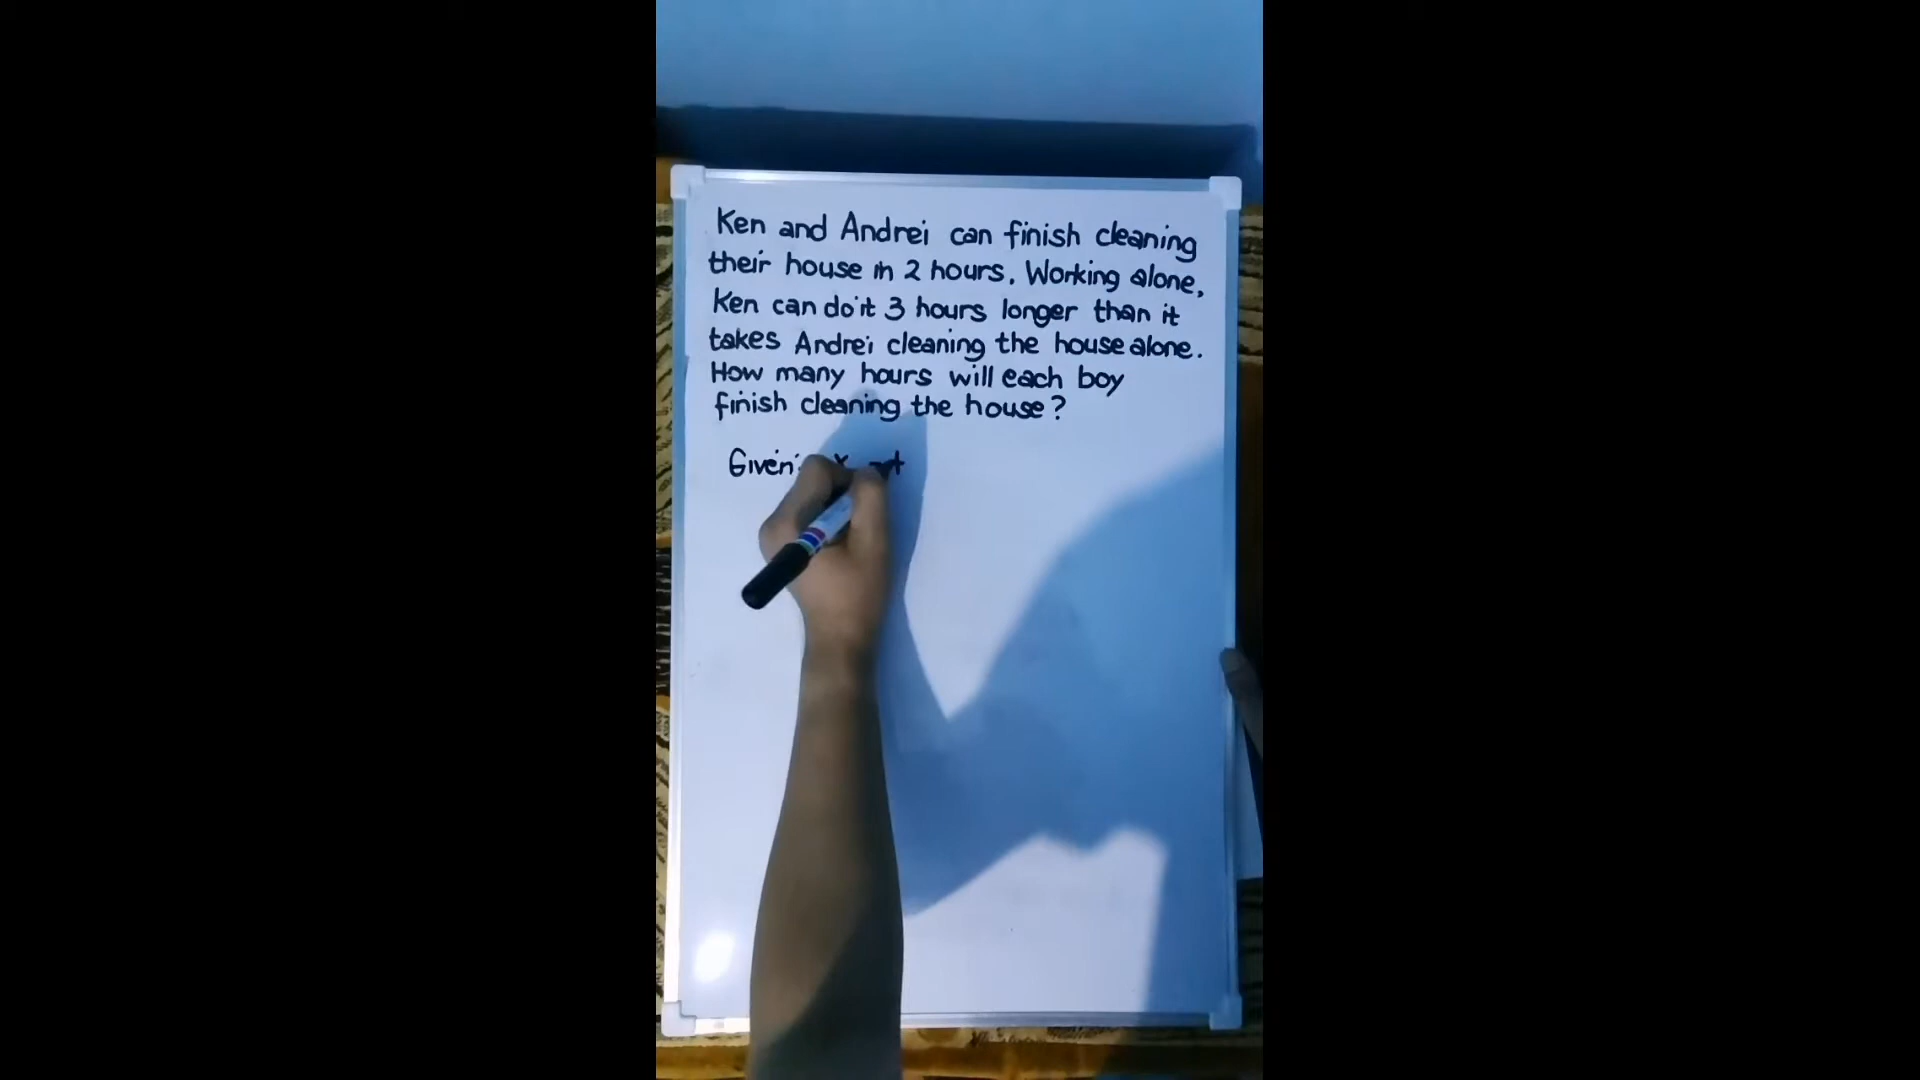 Ken and Andrei can finish cleaning
their house in 2 hours. Working alone,
Ken can do it 3 hours longer than it
takes Andrei cleaning the house alone.
How many hours will each boy
finish cleaning the house?
Given: